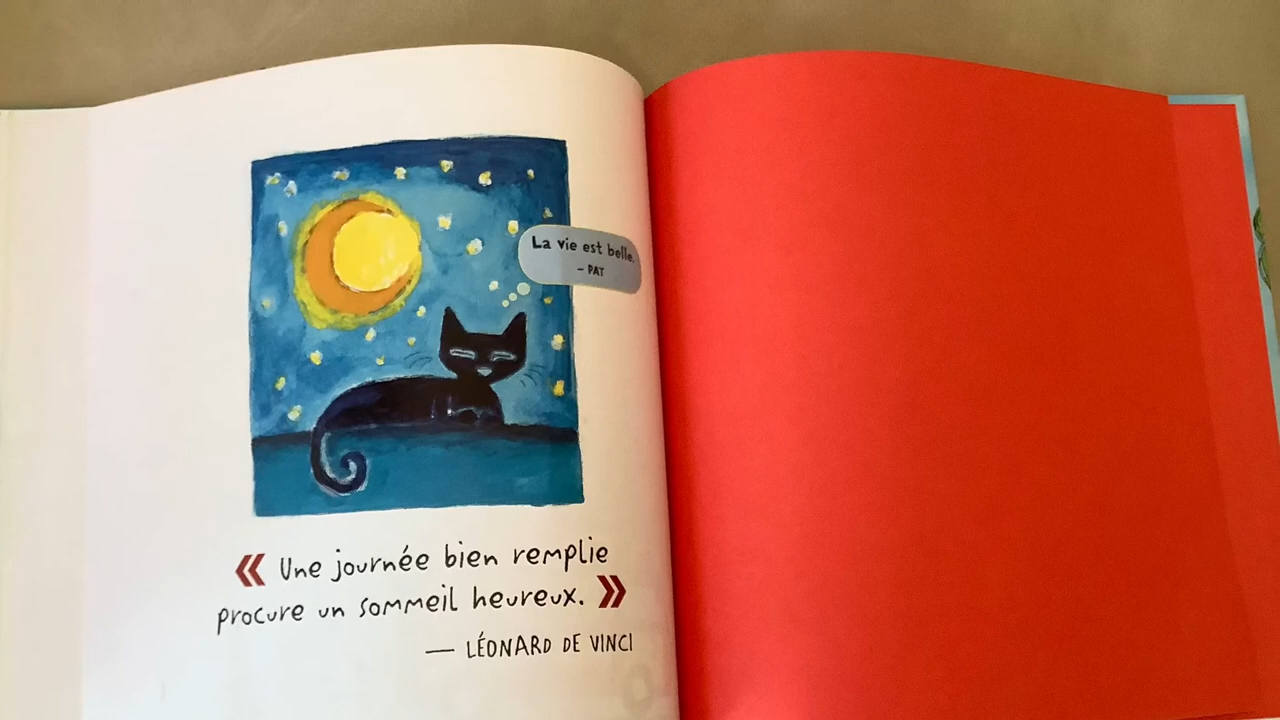 La vie est belle.
– PAT
« Une journée bien remplie
procure un sommeil heureux. »
— LÉONARD DE VINCI